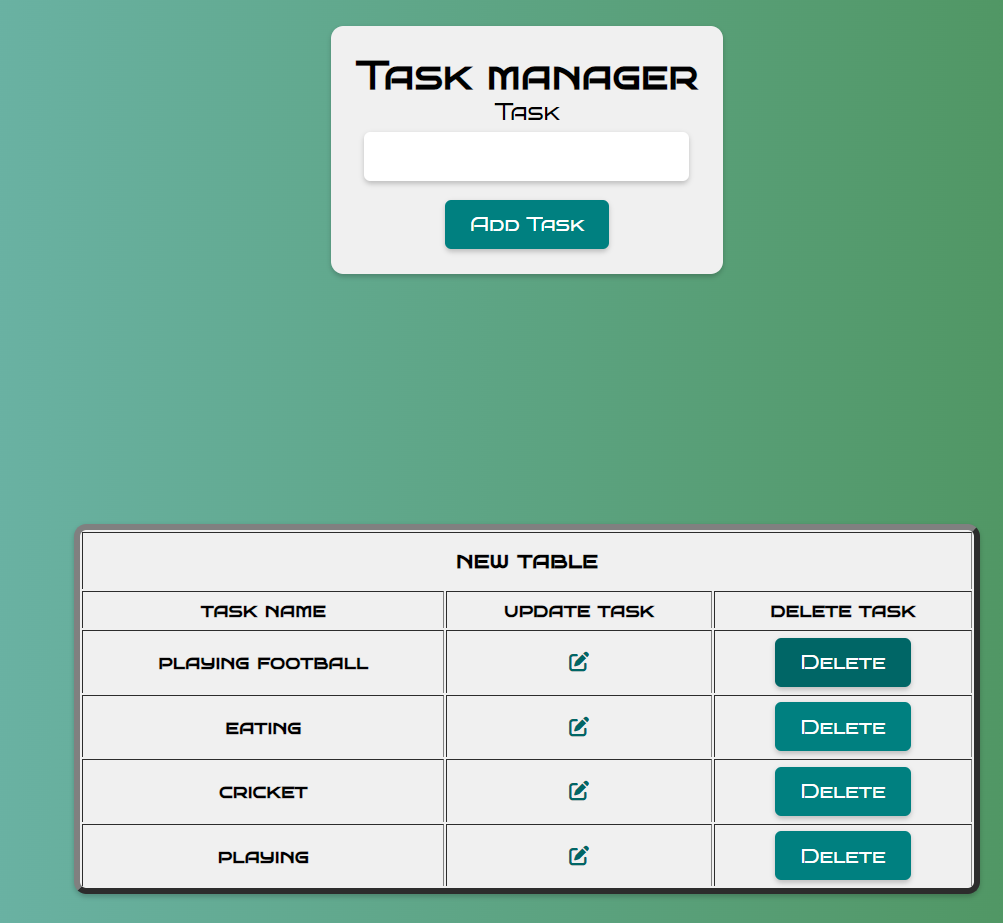 Task manager
Task
Add Task
NEW TABLE
TASK NAME UPDATE TASK DELETE TASK
PLAYING FOOTBALL Delete
EATING Delete
CRICKET Delete
PLAYING Delete